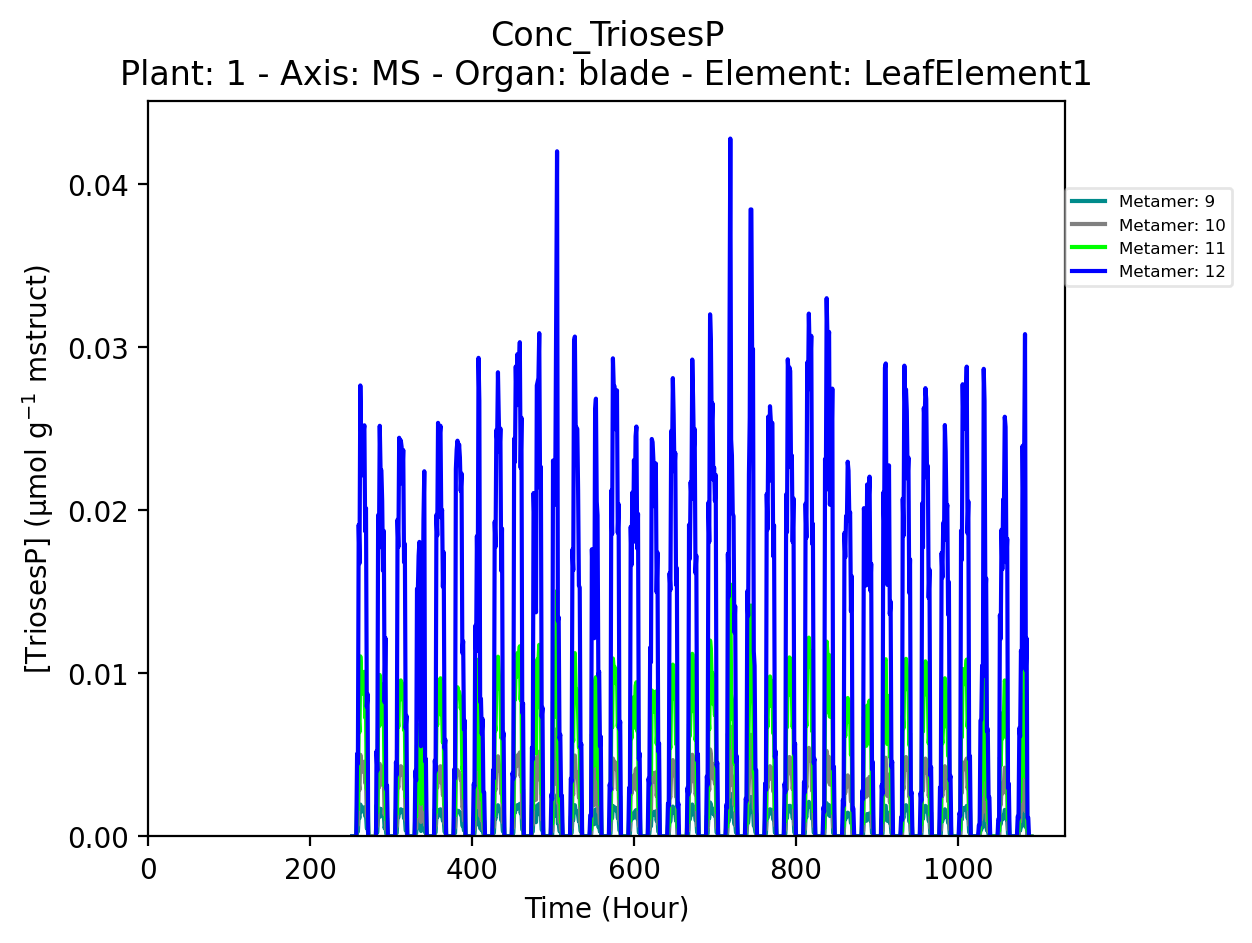 Conc_TriosesP
Plant: 1 - Axis: MS - Organ: blade - Element: LeafElement1
[TriosesP] (µmol g⁻¹ mstruct)
0.04
0.03
0.02
0.01
0.00
0
200
400
600
800
1000
Time (Hour)
Metamer: 9
Metamer: 10
Metamer: 11
Metamer: 12